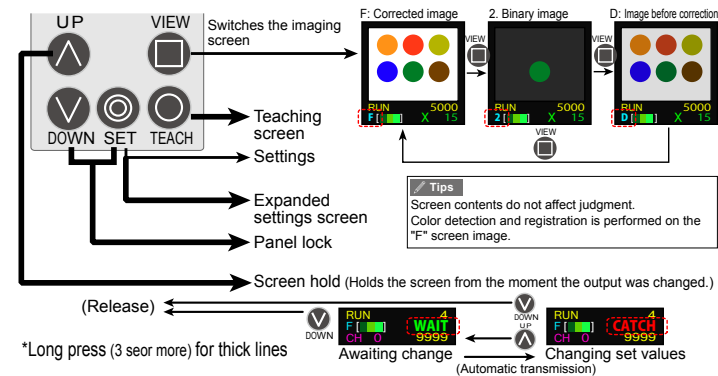 UP
VIEW
DOWN
SET
TEACH
Switches the imaging
screen
F: Corrected image
2. Binary image
D: Image before correction
VIEW
VIEW
RUN 5000
F [ ] X 15
RUN 5000
2 [ ] X 15
RUN 5000
D [ ] X 15
VIEW
Teaching
screen
Settings
Expanded
settings screen
Panel lock
Tips
Screen contents do not affect judgment.
Color detection and registration is performed on the
"F" screen image.
Screen hold (Holds the screen from the moment the output was changed.)
(Release)
DOWN
RUN 4
F [ ] WAIT
CH 0 9999
Awaiting change
DOWN
UP
(Automatic transmission)
RUN 4
F [ ] CATCH
CH 0 9999
Changing set values
*Long press (3 seor more) for thick lines